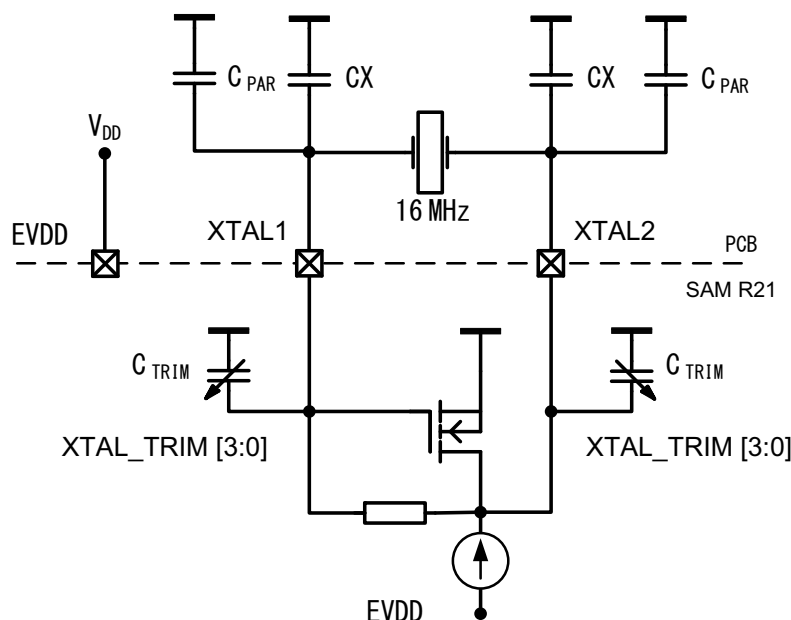 C PAR
CX
CX
C PAR
VDD
16 MHz
EVDD
XTAL1
XTAL2
PCB
SAM R21
C TRIM
C TRIM
XTAL_TRIM [3:0]
XTAL_TRIM [3:0]
EVDD